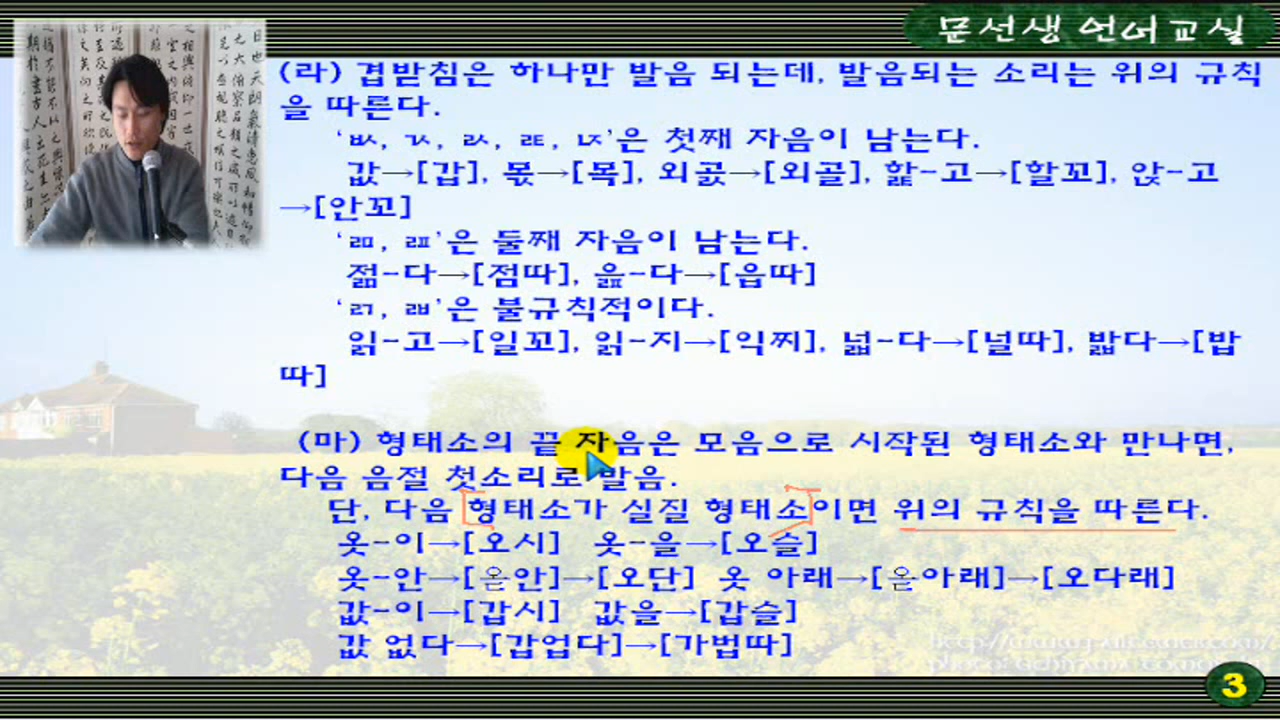 문선생 언어교실
(라) 겹받침은 하나만 발음 되는데, 발음되는 소리는 위의 규칙
을 따른다.
'ㅄ, ㄳ, ㄽ, ㄾ, ㄵ'은 첫째 자음이 남는다.
값→[갑], 몫→[목], 외곬→[외골], 핥-고→[할꼬], 앉-고
→[안꼬]
'ㄻ, ㄿ'은 둘째 자음이 남는다.
젊-다→[점따], 읊-다→[읍따]
'ㄺ, ㄼ'은 불규칙적이다.
읽-고→[일꼬], 읽-지→[익찌], 넓-다→[널따], 밟다→[밥
따]
(마) 형태소의 끝 자음은 모음으로 시작된 형태소와 만나면,
다음 음절 첫소리로 발음.
단, 다음 형태소가 실질 형태소이면 위의 규칙을 따른다.
옷-이→[오시] 옷-을→[오슬]
옷-안→[옫안]→[오단] 옷 아래→[옫아래]→[오다래]
값-이→[갑시] 값을→[갑슬]
값 없다→[갑업다]→[가법따]
3